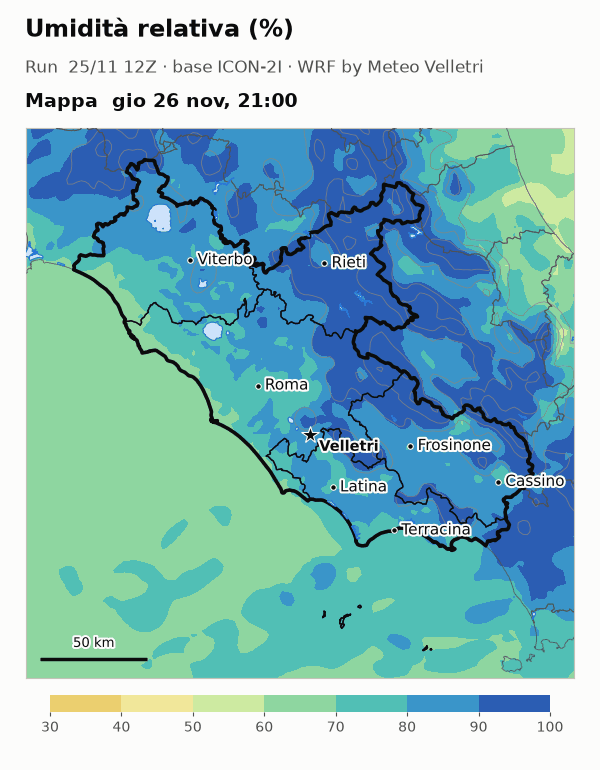 Umidità relativa (%)
Run  25/11 12Z · base ICON-2I · WRF by Meteo Velletri
Mappa  gio 26 nov, 21:00
Viterbo
Rieti
Roma
Velletri
Frosinone
Latina
Cassino
Terracina
50 km
30 40 50 60 70 80 90 100